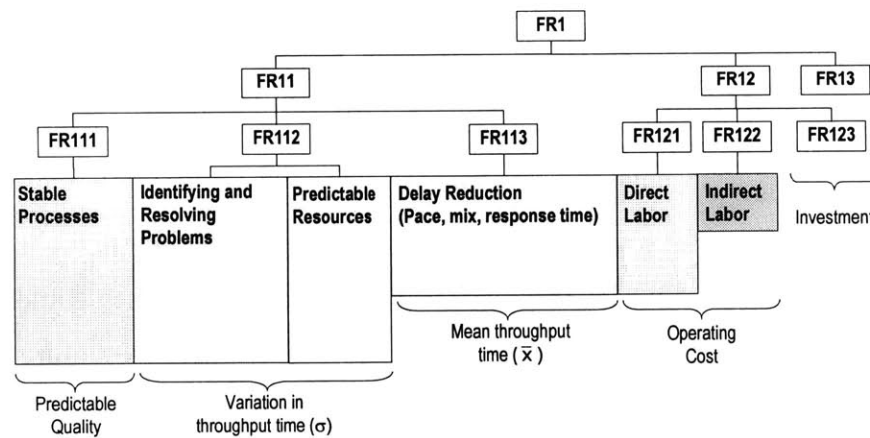 FR1
FR11
FR12
FR13
FR111
FR112
FR113
FR121
FR122
FR123
Stable
Processes
Identifying and
Resolving
Problems
Predictable
Resources
Delay Reduction
(Pace, mix, response time)
Direct
Labor
Indirect
Labor
Investment
Mean throughput
time ( x̄ )
Operating
Cost
Predictable
Quality
Variation in
throughput time (σ)